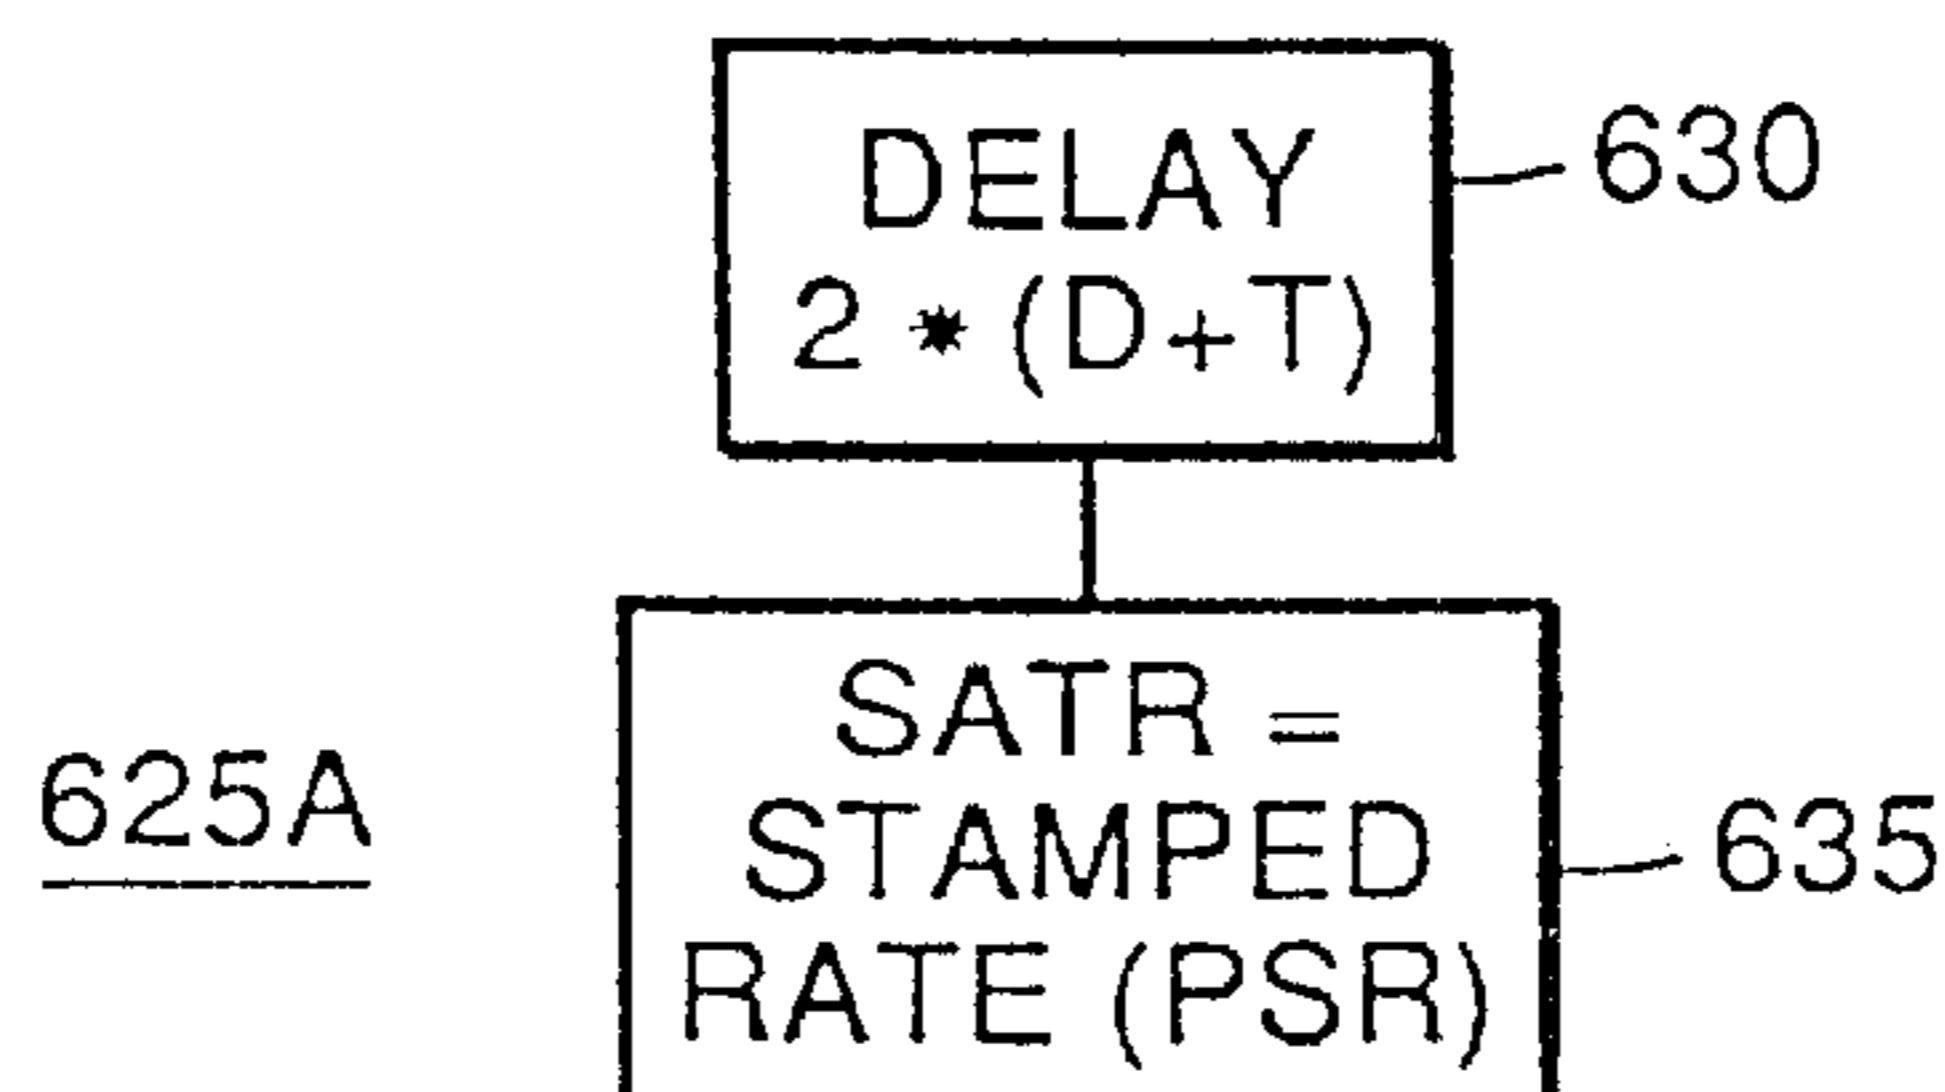 DELAY
2 * (D+T)
630
SATR =
STAMPED
RATE (PSR)
635
625A